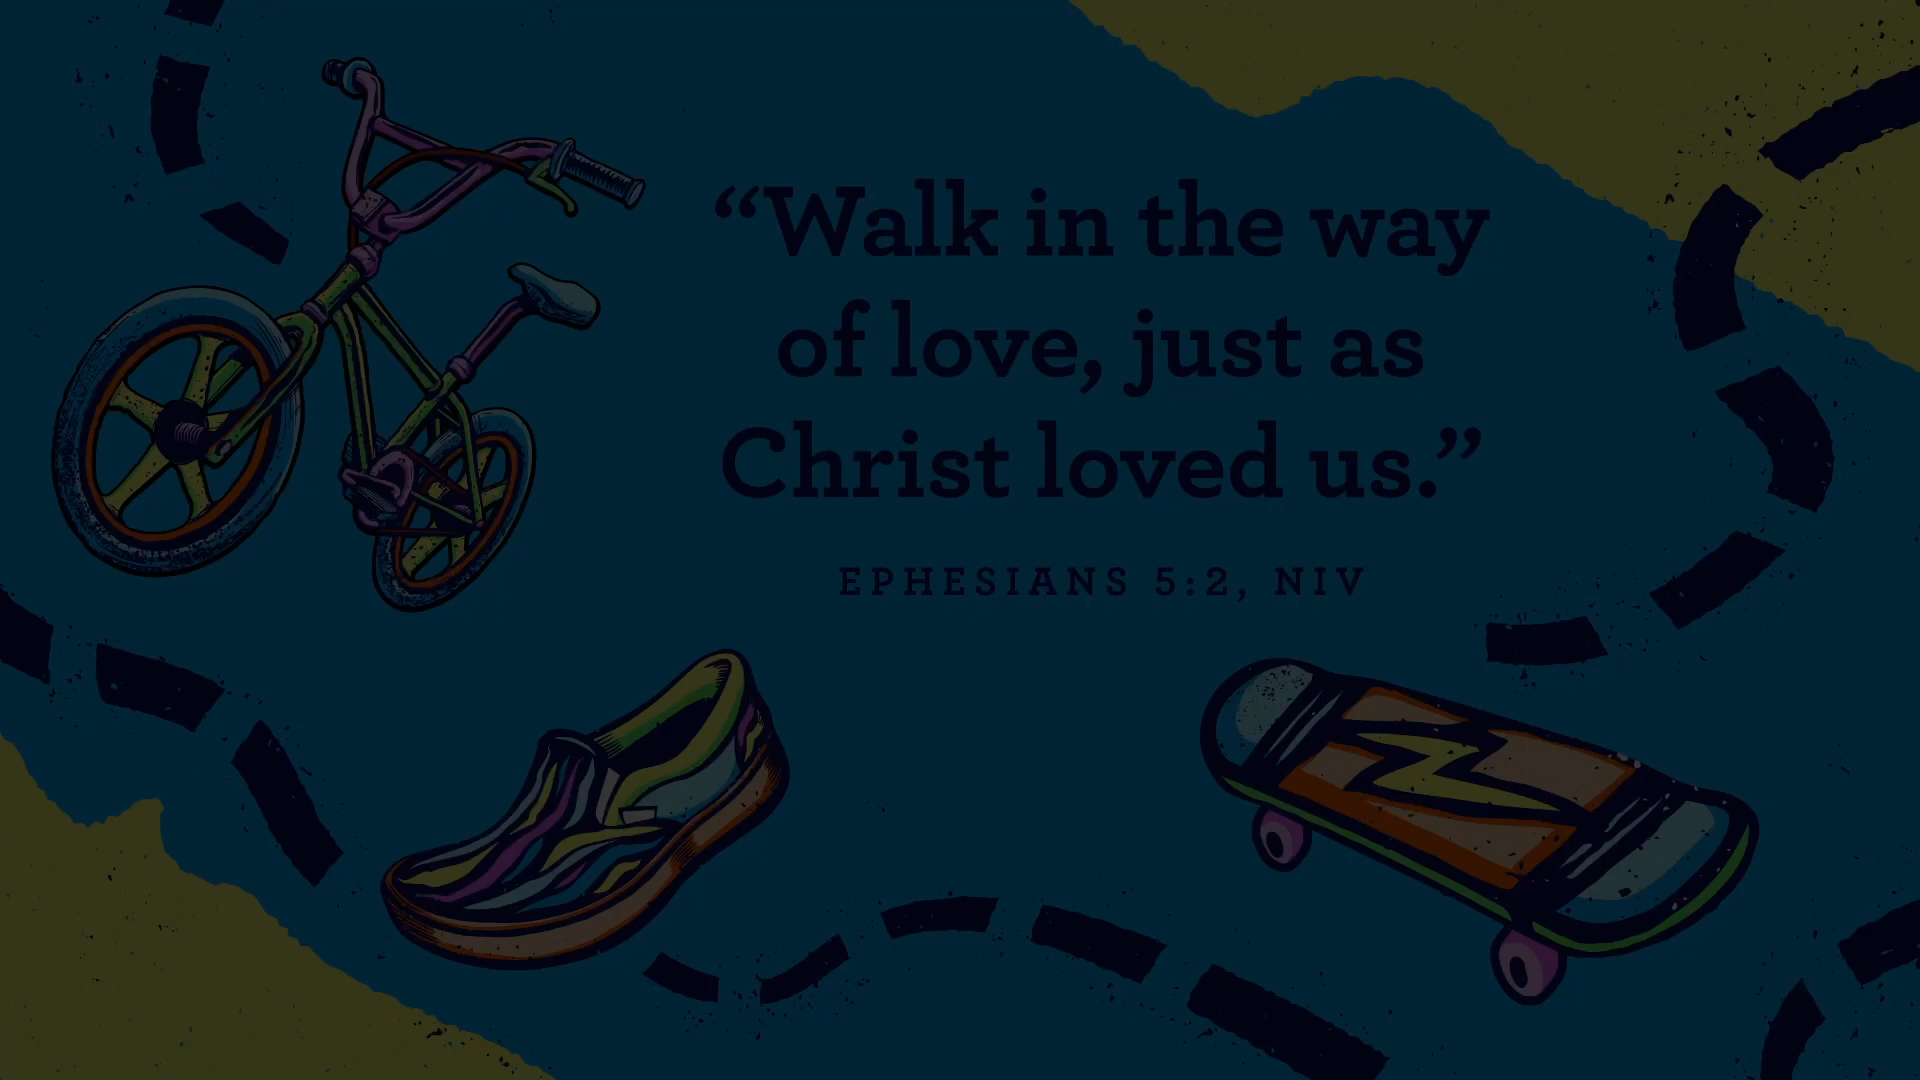 “Walk in the way
of love, just as
Christ loved us.”
EPHESIANS 5:2, NIV